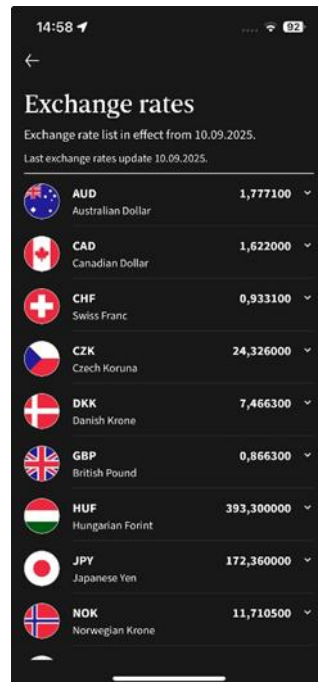 14:58
92
Exchange rates
Exchange rate list in effect from 10.09.2025.
Last exchange rates update 10.09.2025.
AUD 1,777100
Australian Dollar
CAD 1,622000
Canadian Dollar
CHF 0,933100
Swiss Franc
CZK 24,326000
Czech Koruna
DKK 7,466300
Danish Krone
GBP 0,866300
British Pound
HUF 393,300000
Hungarian Forint
JPY 172,360000
Japanese Yen
NOK 11,710500
Norwegian Krone